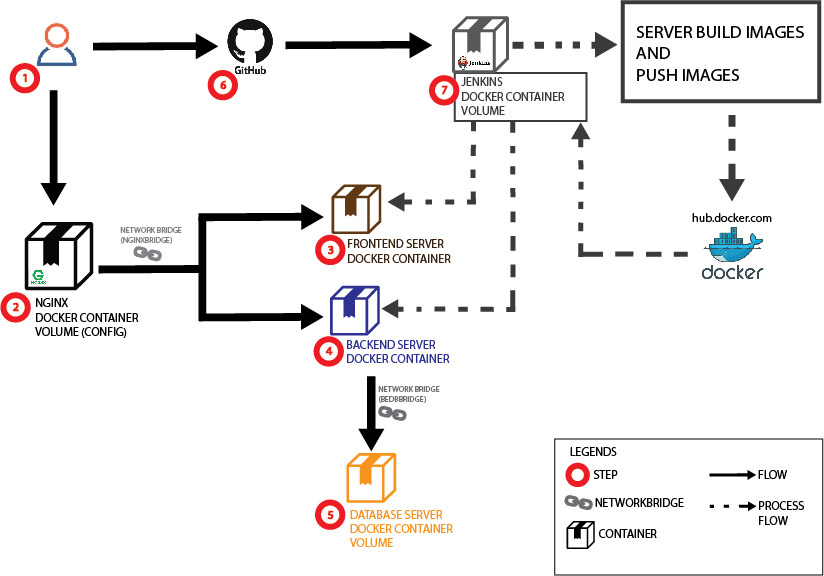 1
GitHub
6
Jenkins
7
JENKINS
DOCKER CONTAINER
VOLUME
SERVER BUILD IMAGES
AND
PUSH IMAGES
hub.docker.com
docker
NETWORK BRIDGE
(NGINXBRIDGE)
NGINX
2
NGINX
DOCKER CONTAINER
VOLUME (CONFIG)
3
FRONTEND SERVER
DOCKER CONTAINER
4
BACKEND SERVER
DOCKER CONTAINER
NETWORK BRIDGE
(BEDBBRIDGE)
5
DATABASE SERVER
DOCKER CONTAINER
VOLUME
LEGENDS
STEP
FLOW
NETWORKBRIDGE
PROCESS
FLOW
CONTAINER